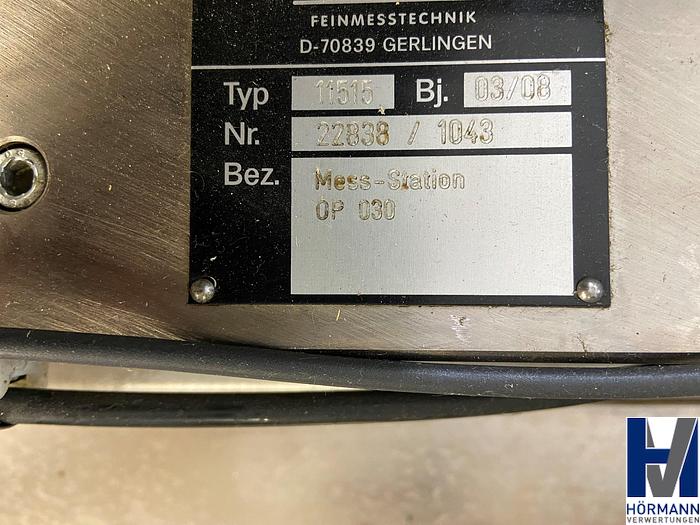 FEINMESSTECHNIK
D-70839 GERLINGEN
Typ 11515 Bj. 03/08
Nr. 22838 / 1043
Bez. Mess-Station
OP 030
HÖRMANN
VERWERTUNGEN